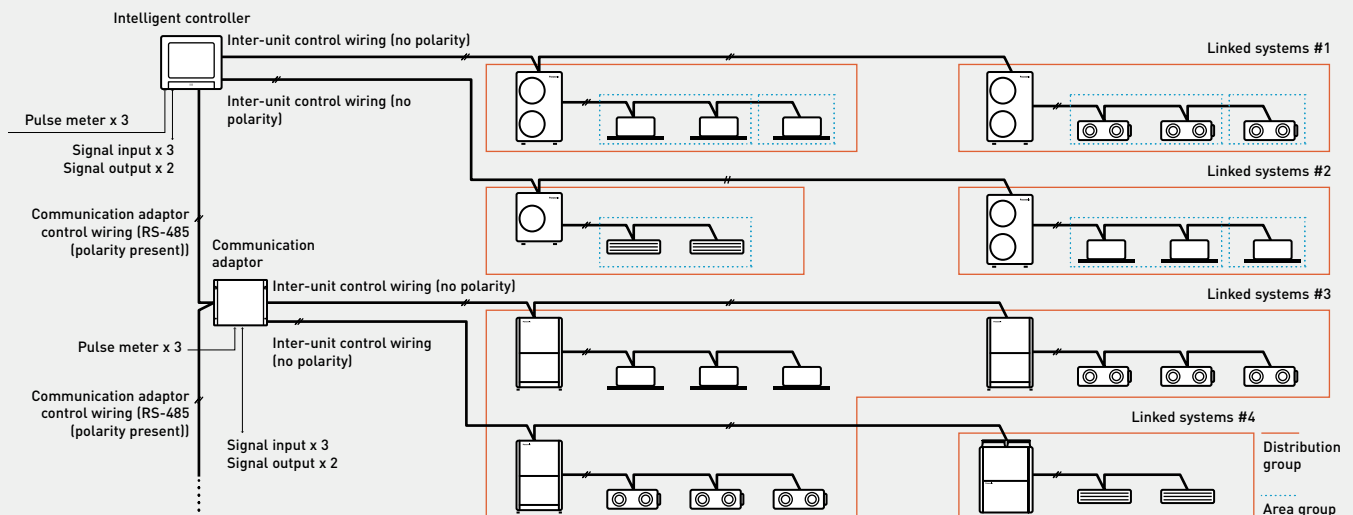 Intelligent controller
Inter-unit control wiring (no polarity)
Linked systems #1
Inter-unit control wiring (no
polarity)
Pulse meter x 3
Signal input x 3
Signal output x 2
Linked systems #2
Communication adaptor
control wiring (RS-485
(polarity present))
Communication
adaptor
Inter-unit control wiring (no polarity)
Linked systems #3
Inter-unit control wiring
(no polarity)
Pulse meter x 3
Communication adaptor
control wiring (RS-485
(polarity present))
Signal input x 3
Signal output x 2
Linked systems #4
Distribution
group
Area group